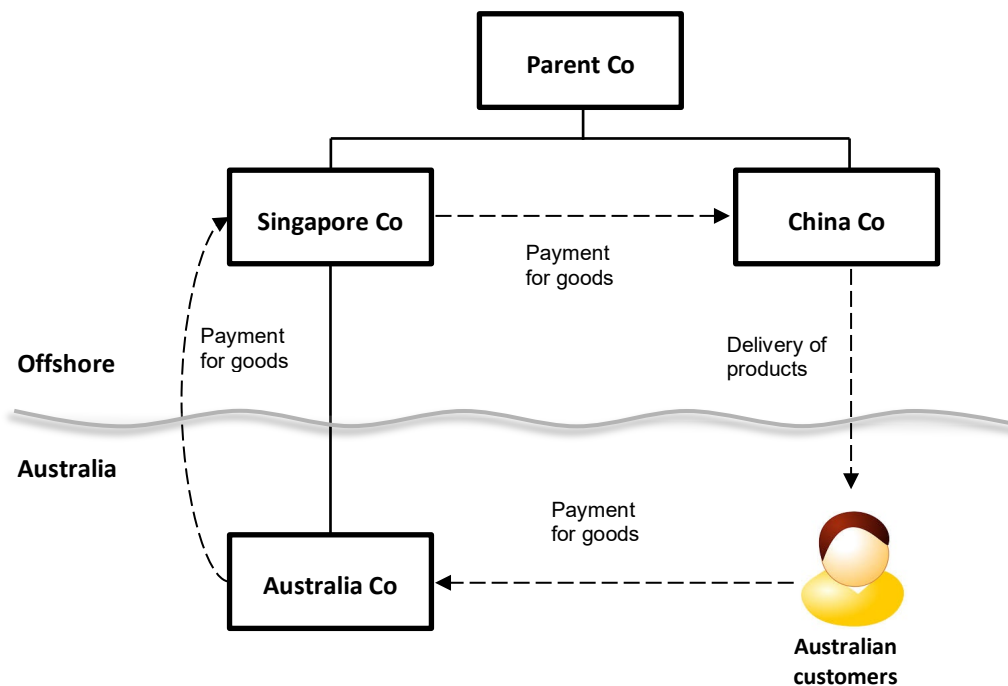 Parent Co
Singapore Co
China Co
Payment
for goods
Payment
for goods
Delivery of
products
Offshore
Australia
Payment
for goods
Australia Co
Australian
customers